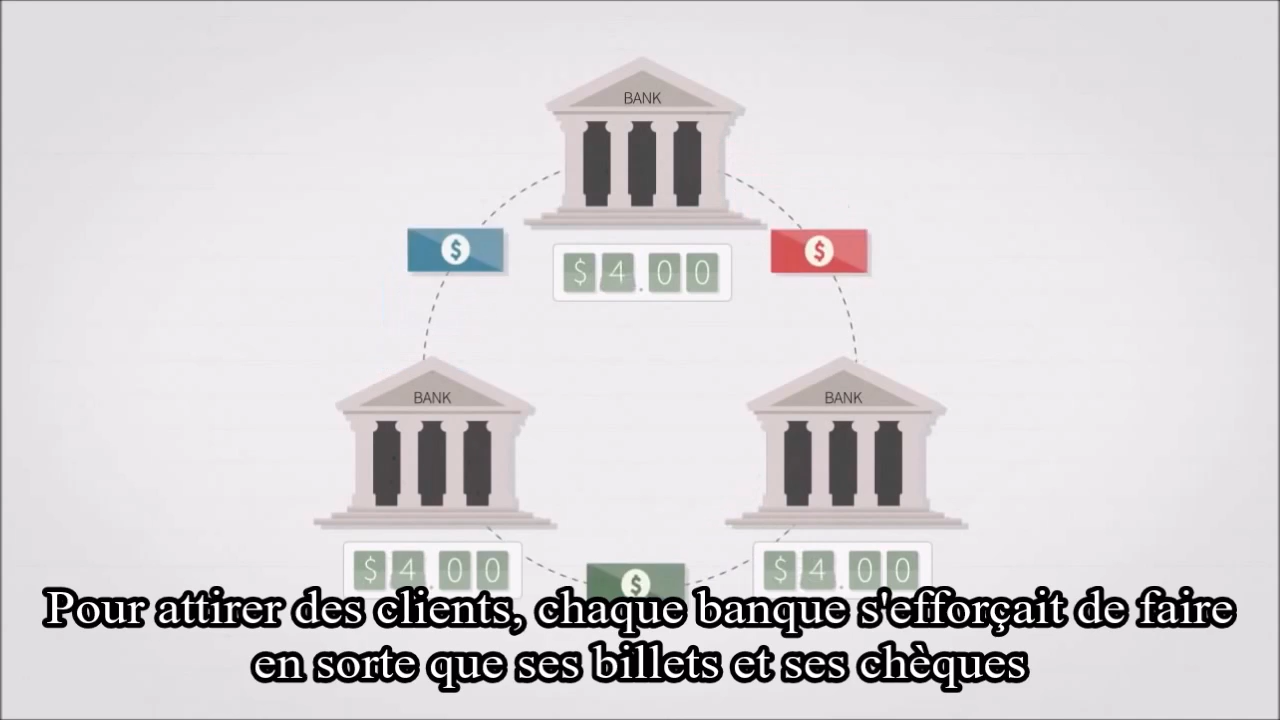 BANK
$
$
$4.00
BANK
BANK
$4.00
$
$4.00
Pour attirer des clients, chaque banque s'efforçait de faire
en sorte que ses billets et ses chèques